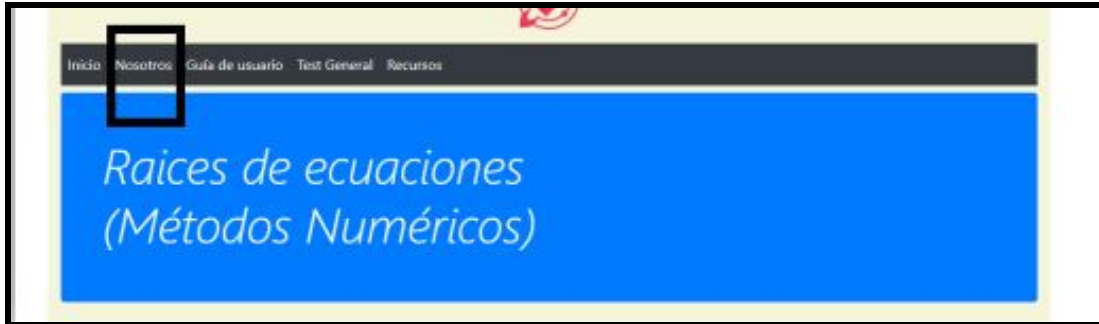 Inicio Nosotros Guía de usuario Test General Recursos
Raices de ecuaciones
(Métodos Numéricos)